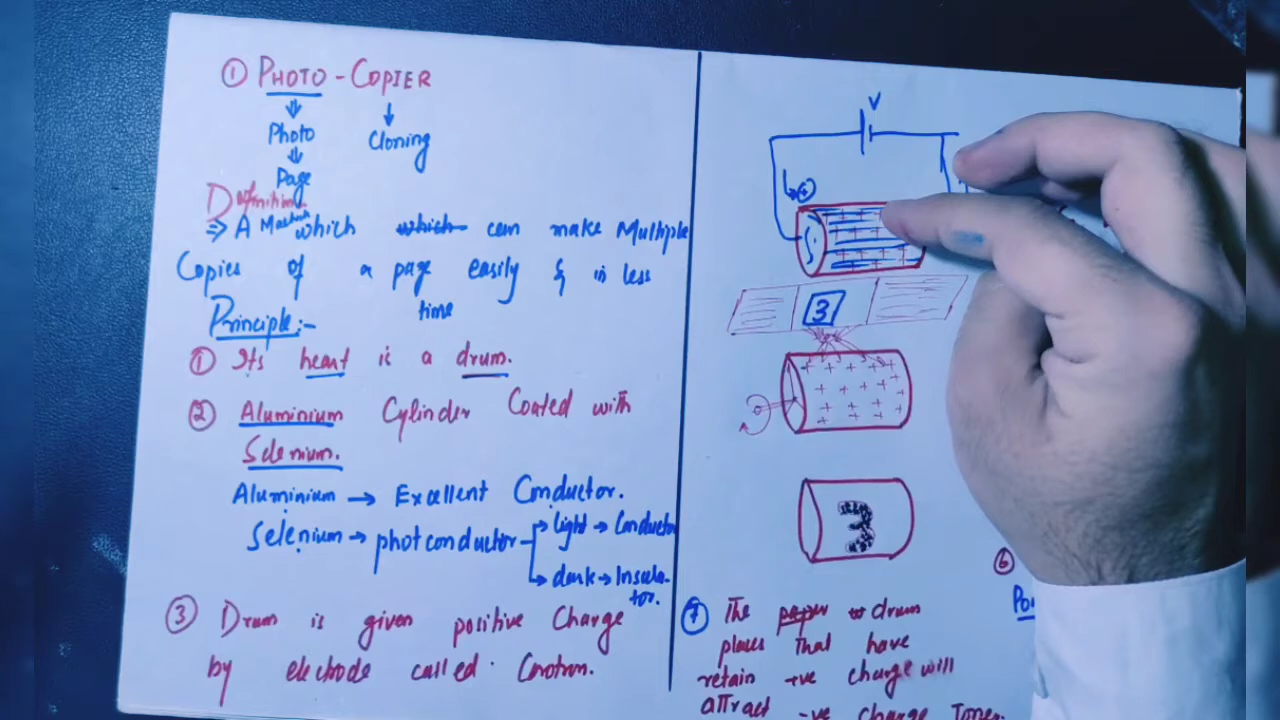 ① PHOTO - COPIER
Photo Cloning
Page
Definition
⇒ A Machine which which can make Multiple
Copies of a page easily & in less
time
Principle:-
① Its heart is a drum.
② Aluminium Cylinder Coated with
Selenium.
Aluminium → Excellent Conductor.
Selenium → photconductor → light → Conductor
→ dark → Insula-
tor.
③ Drum is given positive Charge
by electrode called
V
+
3
3
⑥
⑦ The paper drum
places that have
retain +ve charge will
attract -ve charge Toner.